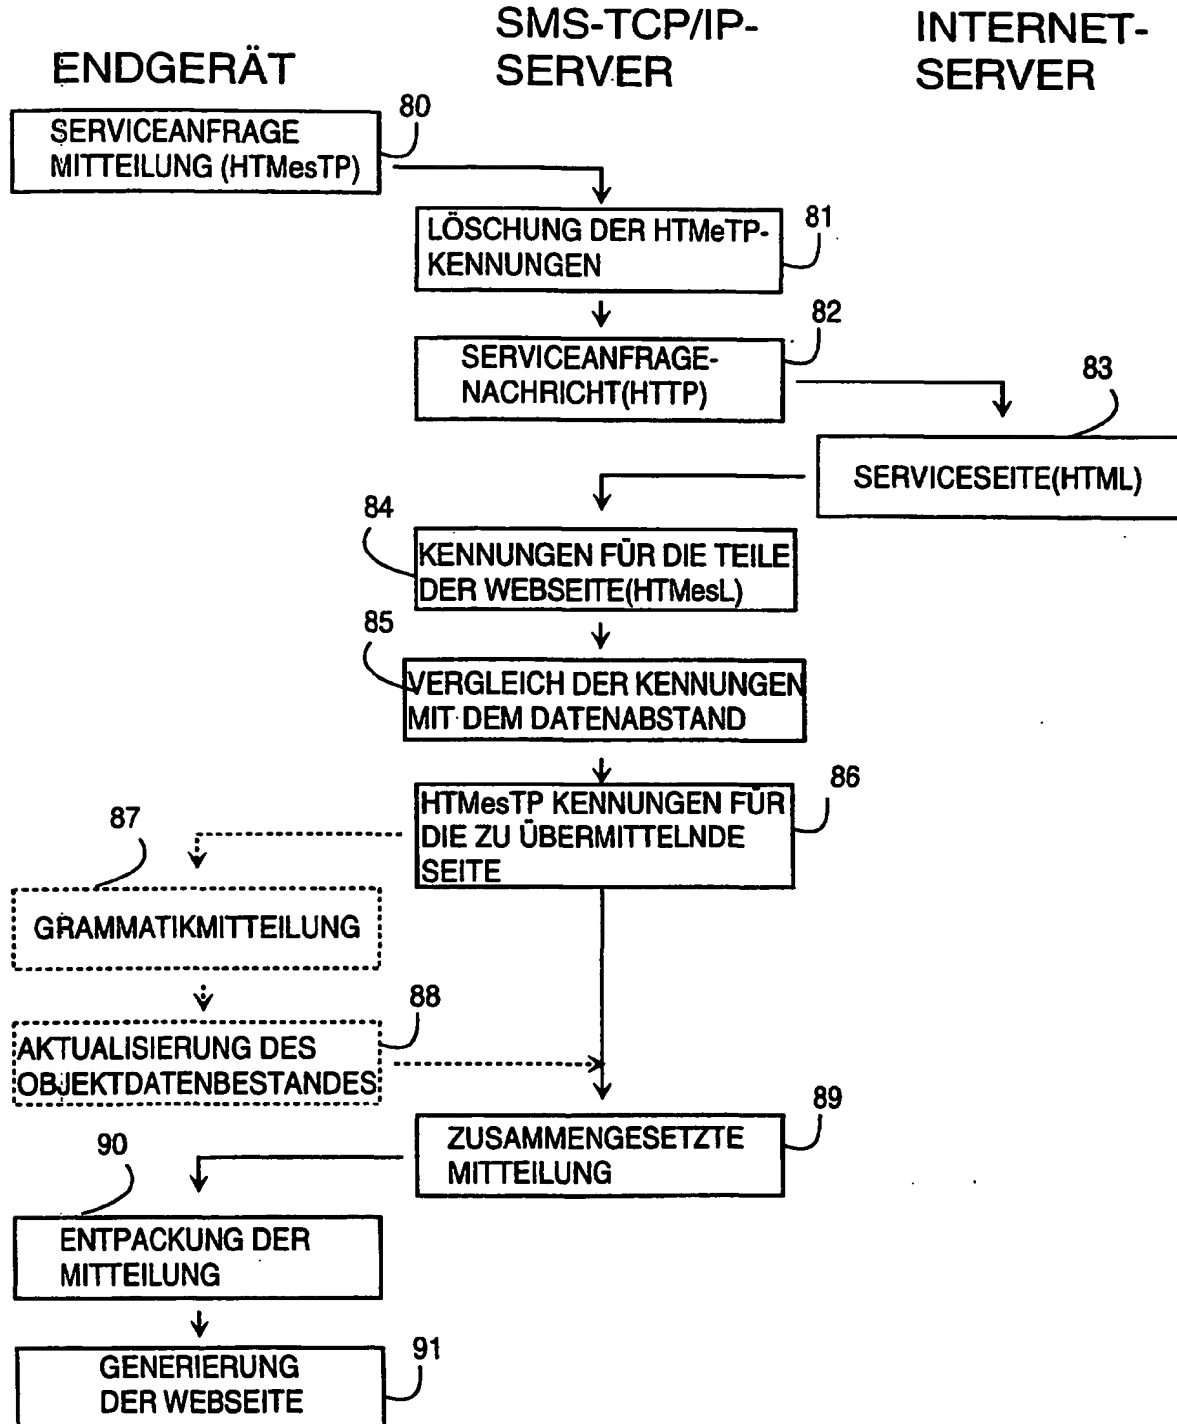 ENDGERÄT
SMS-TCP/IP-
SERVER
INTERNET-
SERVER
80
SERVICEANFRAGE
MITTEILUNG (HTMesTP)
81
LÖSCHUNG DER HTMeTP-
KENNUNGEN
82
SERVICEANFRAGE-
NACHRICHT(HTTP)
83
SERVICESEITE(HTML)
84
KENNUNGEN FÜR DIE TEILE
DER WEBSEITE(HTMesL)
85
VERGLEICH DER KENNUNGEN
MIT DEM DATENABSTAND
86
HTMesTP KENNUNGEN FÜR
DIE ZU ÜBERMITTELNDE
SEITE
87
GRAMMATIKMITTEILUNG
88
AKTUALISIERUNG DES
OBJEKTDATENBESTANDES
89
ZUSAMMENGESETZTE
MITTEILUNG
90
ENTPACKUNG DER
MITTEILUNG
91
GENERIERUNG
DER WEBSEITE